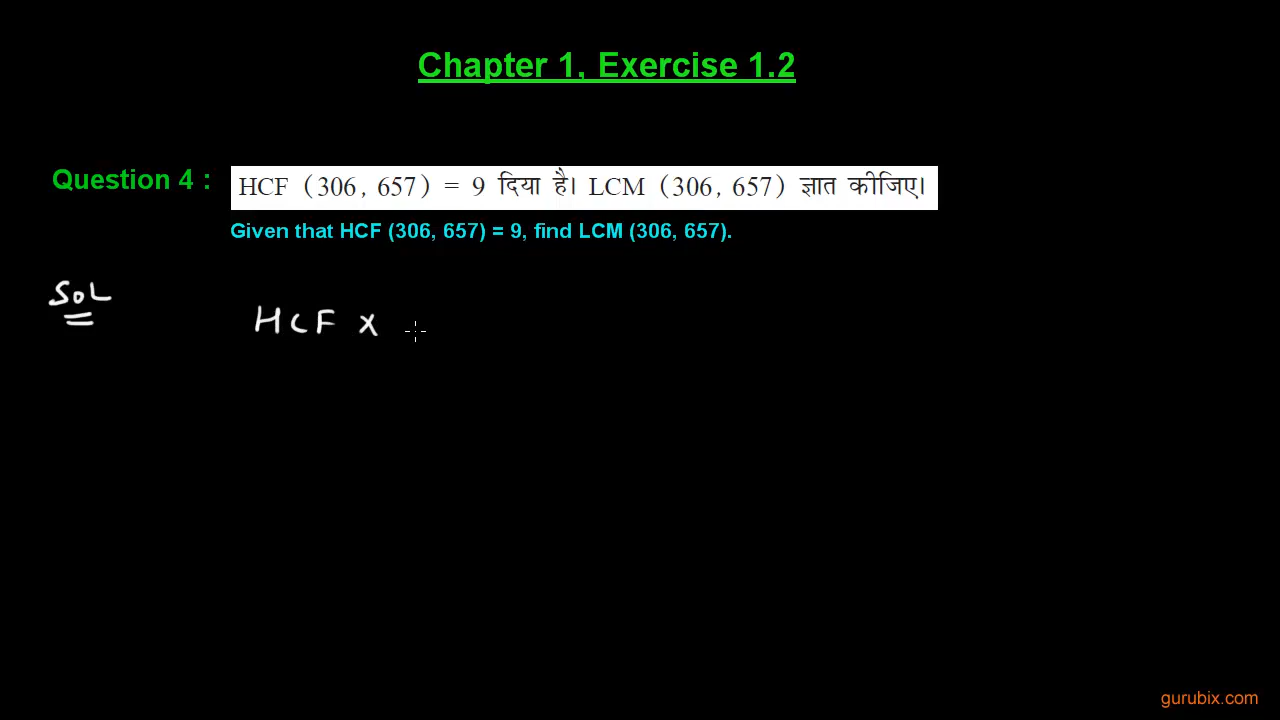 Chapter 1, Exercise 1.2
Question 4 : HCF (306, 657) = 9 दिया है। LCM (306, 657) ज्ञात कीजिए।
Given that HCF (306, 657) = 9, find LCM (306, 657).
SOL
HCF X
gurubix.com